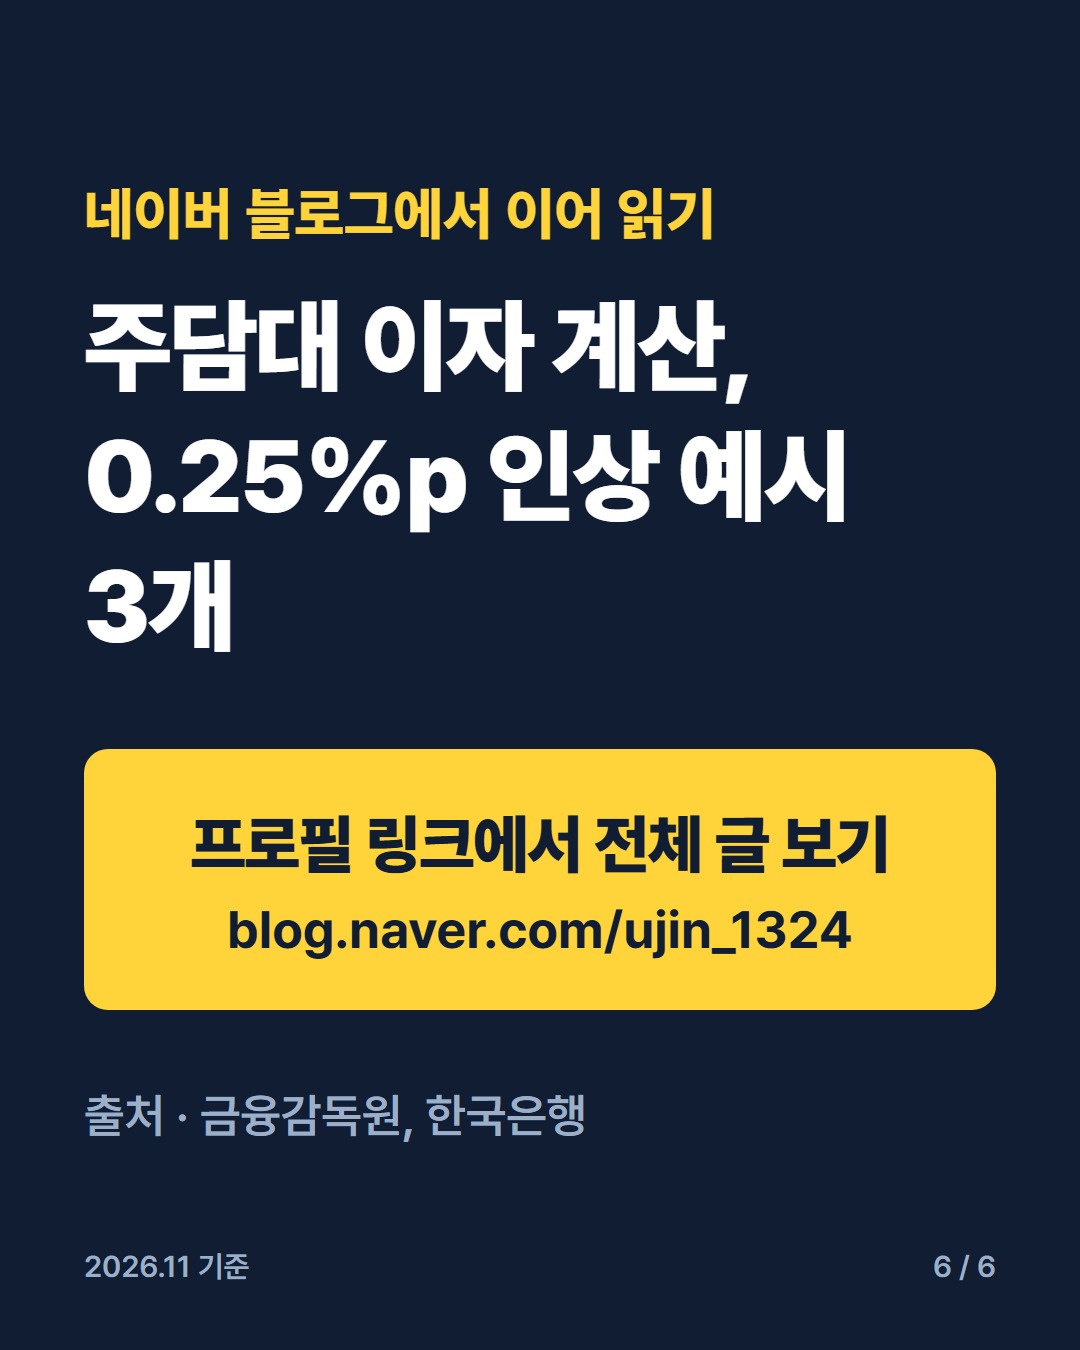 네이버 블로그에서 이어 읽기
주담대 이자 계산,
0.25%p 인상 예시
3개
프로필 링크에서 전체 글 보기
blog.naver.com/ujin_1324
출처 · 금융감독원, 한국은행
2026.11 기준
6 / 6